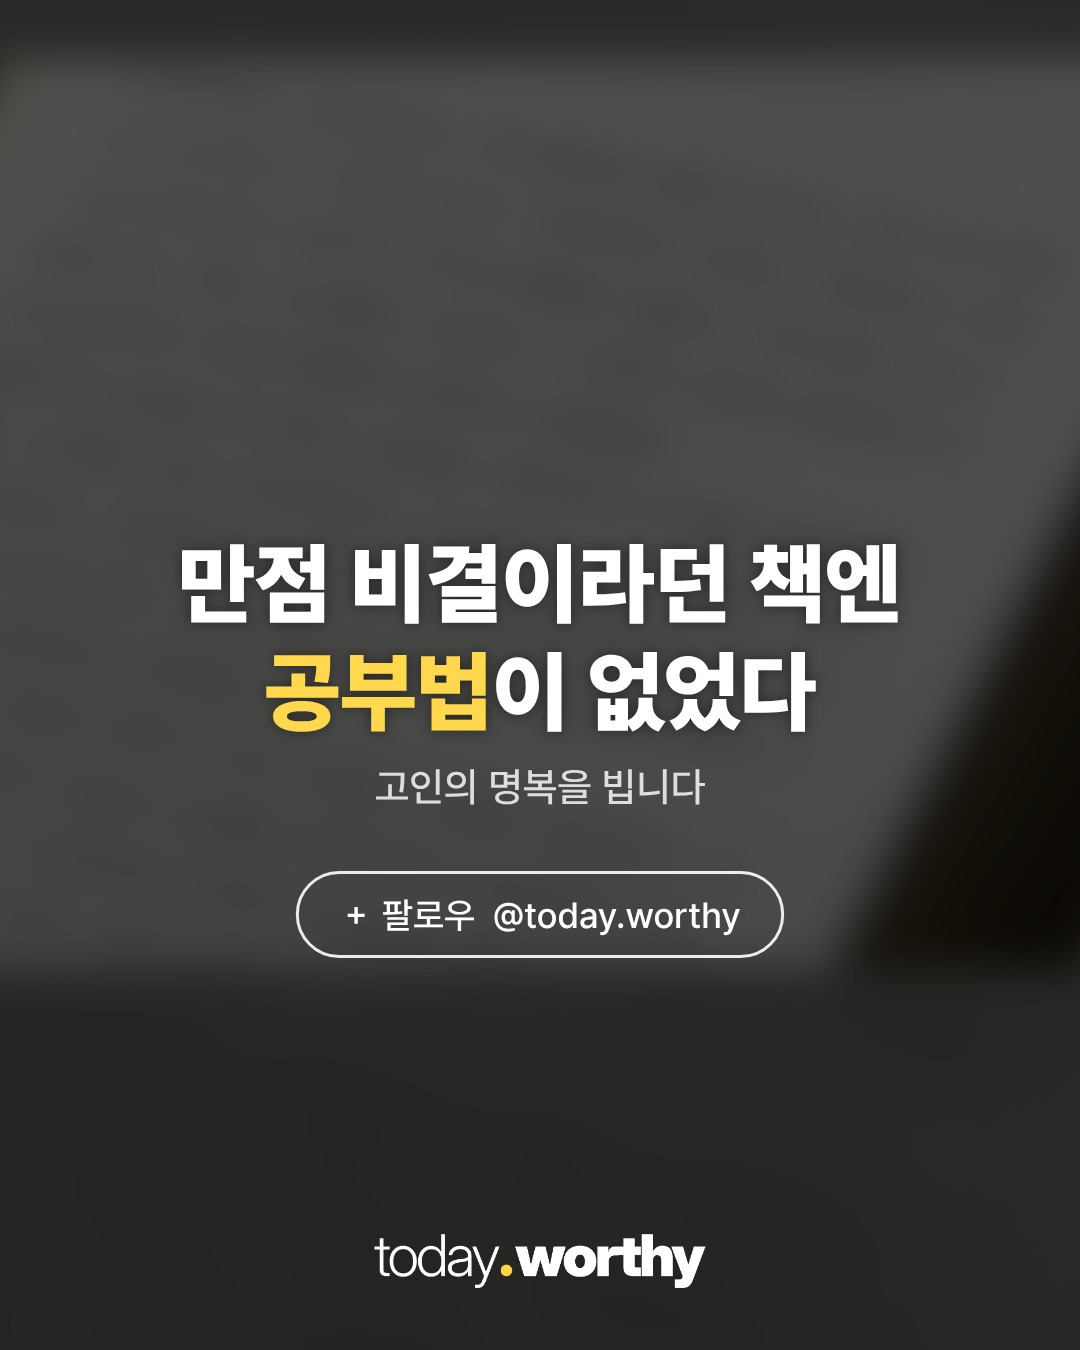 만점 비결이라던 책엔
공부법이 없었다
고인의 명복을 빕니다
+ 팔로우 @today.worthy
today.worthy